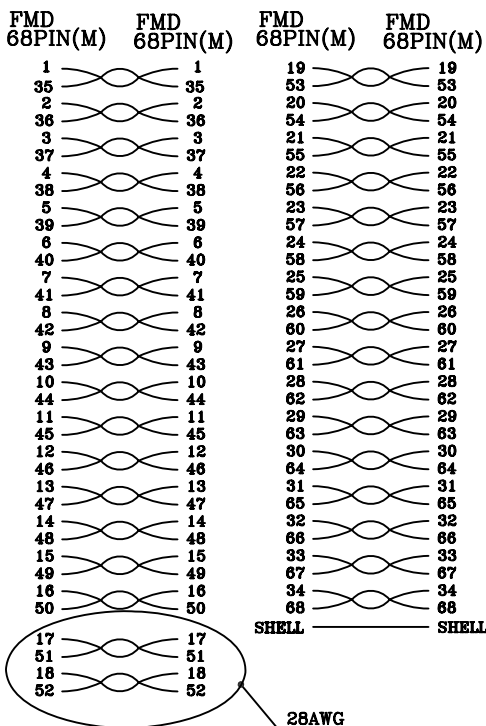 FMD FMD FMD FMD
68PIN(M) 68PIN(M) 68PIN(M) 68PIN(M)
1 1 19 19
35 35 53 53
2 2 20 20
36 36 54 54
3 3 21 21
37 37 55 55
4 4 22 22
38 38 56 56
5 5 23 23
39 39 57 57
6 6 24 24
40 40 58 58
7 7 25 25
41 41 59 59
8 8 26 26
42 42 60 60
9 9 27 27
43 43 61 61
10 10 28 28
44 44 62 62
11 11 29 29
45 45 63 63
12 12 30 30
46 46 64 64
13 13 31 31
47 47 65 65
14 14 32 32
48 48 66 66
15 15 33 33
49 49 67 67
16 16 34 34
50 50 68 68
SHELL SHELL
17 17
51 51
18 18
52 52
28AWG